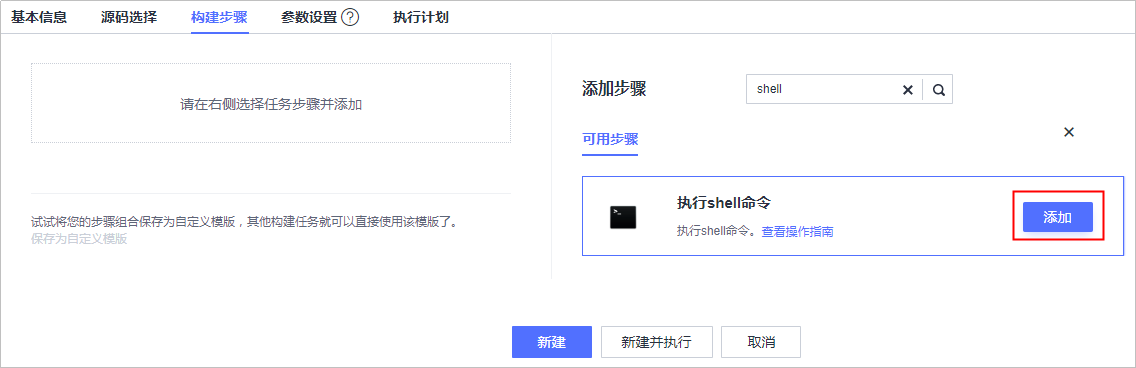 基本信息 源码选择 构建步骤 参数设置 ? 执行计划
请在右侧选择任务步骤并添加
试试将您的步骤组合保存为自定义模版，其他构建任务就可以直接使用该模版了。
保存为自定义模版
添加步骤 shell
可用步骤
执行shell命令
执行shell命令。查看操作指南
添加
新建 新建并执行 取消